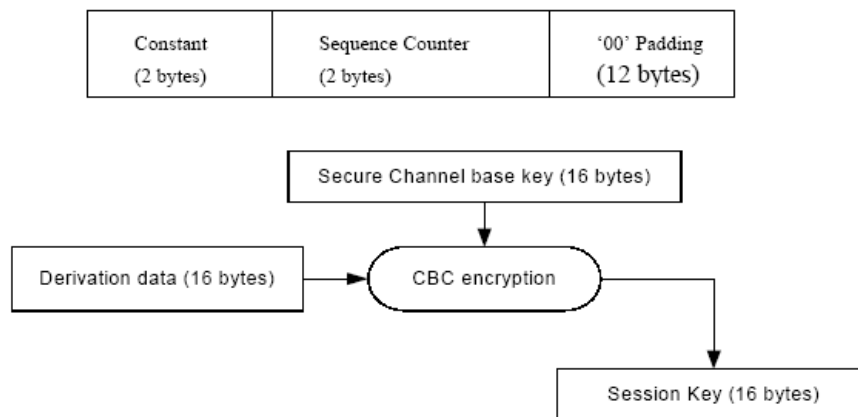 Constant
(2 bytes)
Sequence Counter
(2 bytes)
‘00’ Padding
(12 bytes)
Secure Channel base key (16 bytes)
Derivation data (16 bytes)
CBC encryption
Session Key (16 bytes)